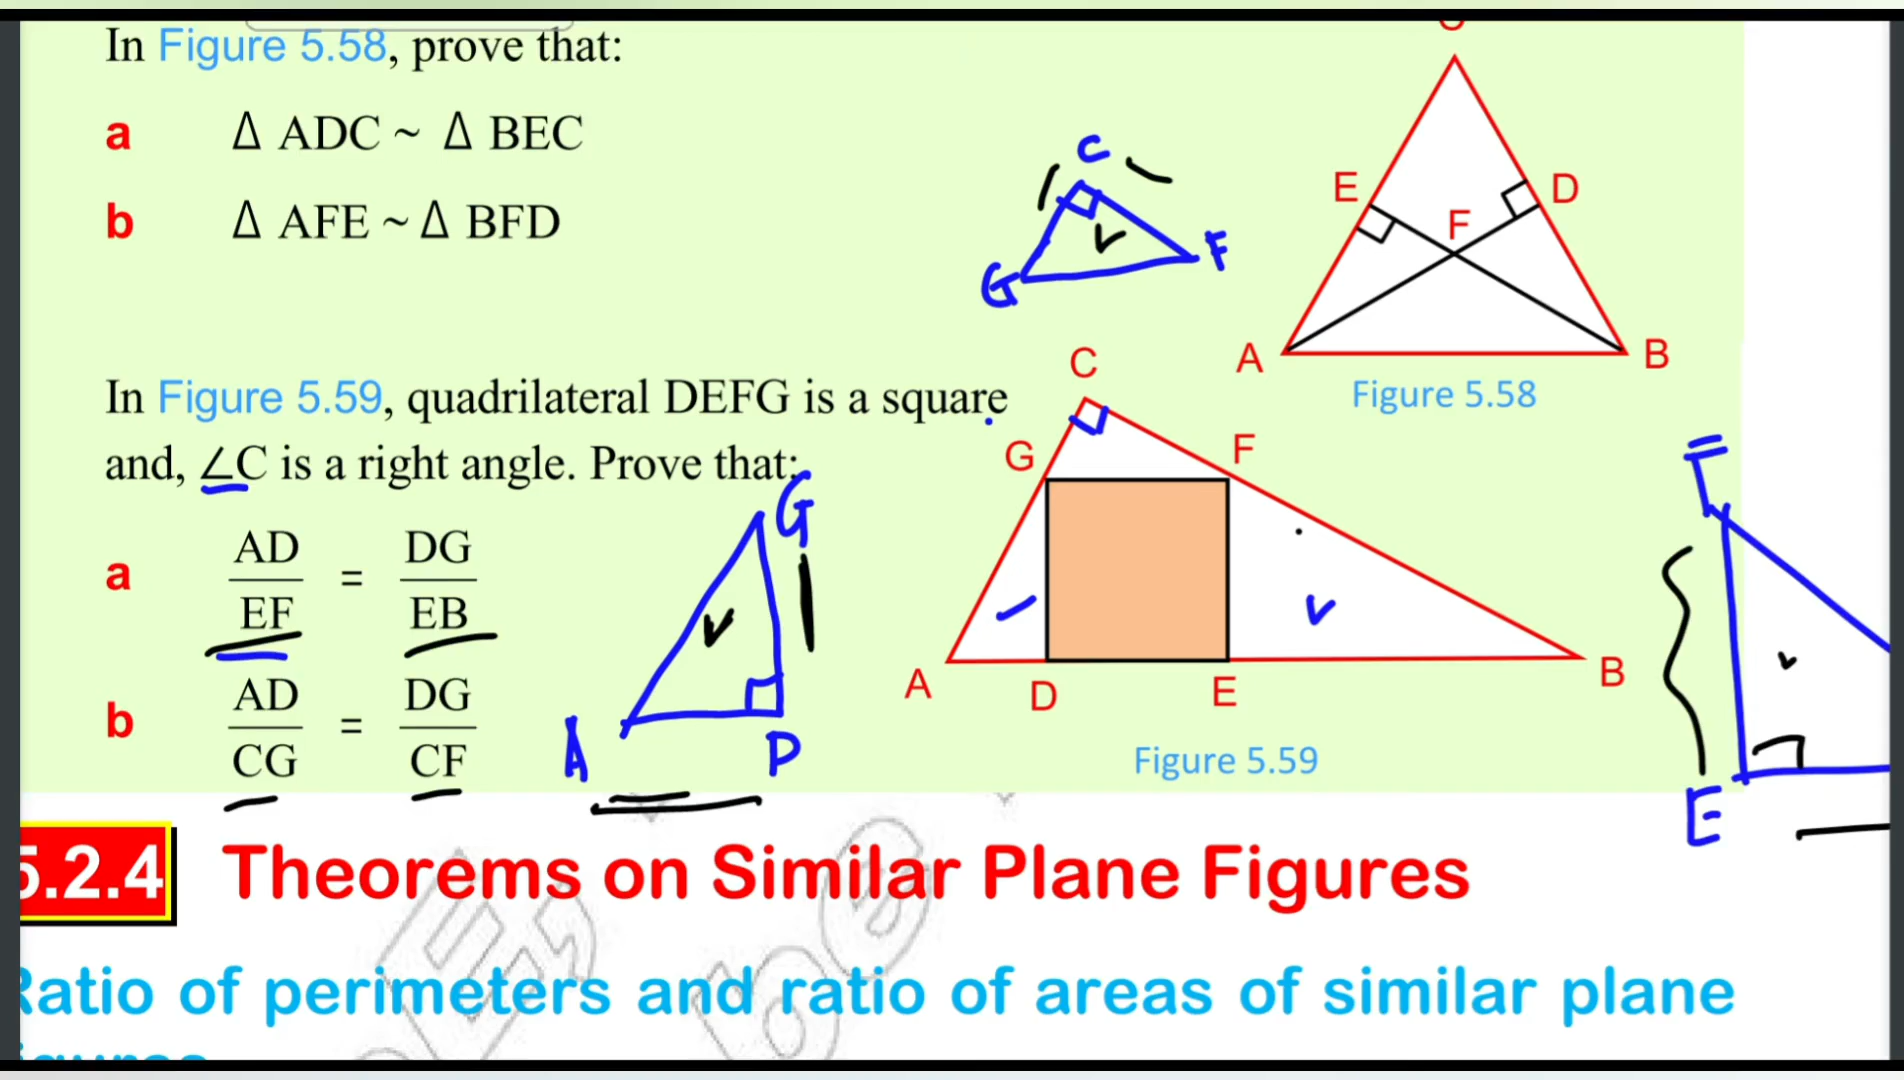 In Figure 5.58, prove that:
a Δ ADC ~ Δ BEC
b Δ AFE ~ Δ BFD
C
G
F
E
D
F
A
B
Figure 5.58
In Figure 5.59, quadrilateral DEFG is a square
and, ∠C is a right angle. Prove that:
a AD/EF = DG/EB
b AD/CG = DG/CF
G
A
D
C
G
F
A
D
E
B
Figure 5.59
F
E
5.2.4 Theorems on Similar Plane Figures
Ratio of perimeters and ratio of areas of similar plane